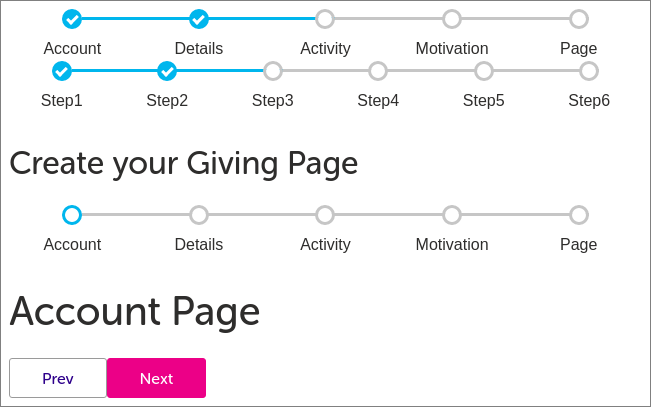 Account Details Activity Motivation Page
Step1 Step2 Step3 Step4 Step5 Step6
Create your Giving Page
Account Details Activity Motivation Page
Account Page
Prev Next